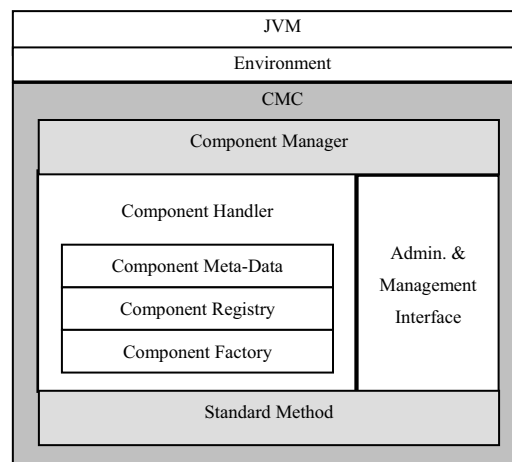 JVM
Environment
CMC
Component Manager
Component Handler
Component Meta-Data
Component Registry
Component Factory
Admin. &
Management
Interface
Standard Method